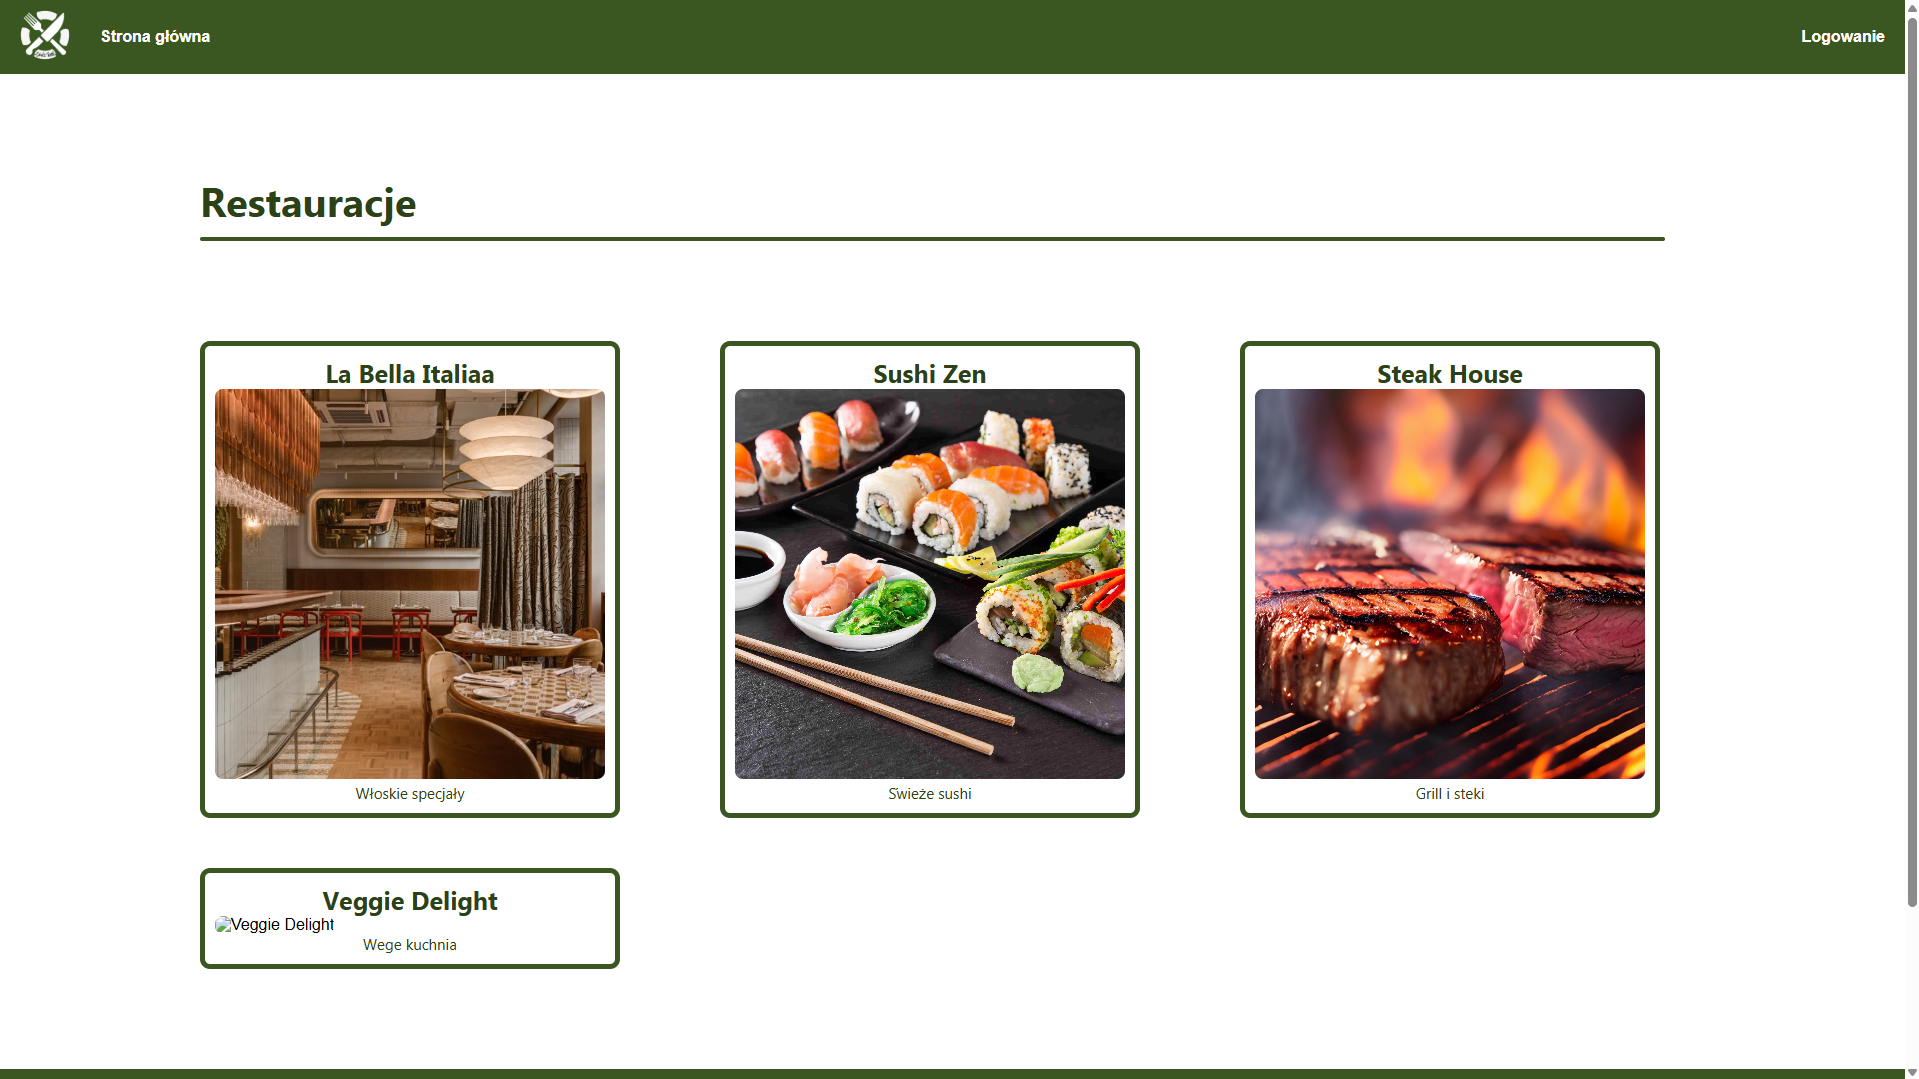 Strona główna
Logowanie
Restauracje
La Bella Italiaa
Sushi Zen
Steak House
Włoskie specjały
Świeże sushi
Grill i steki
Veggie Delight
Veggie Delight
Wege kuchnia